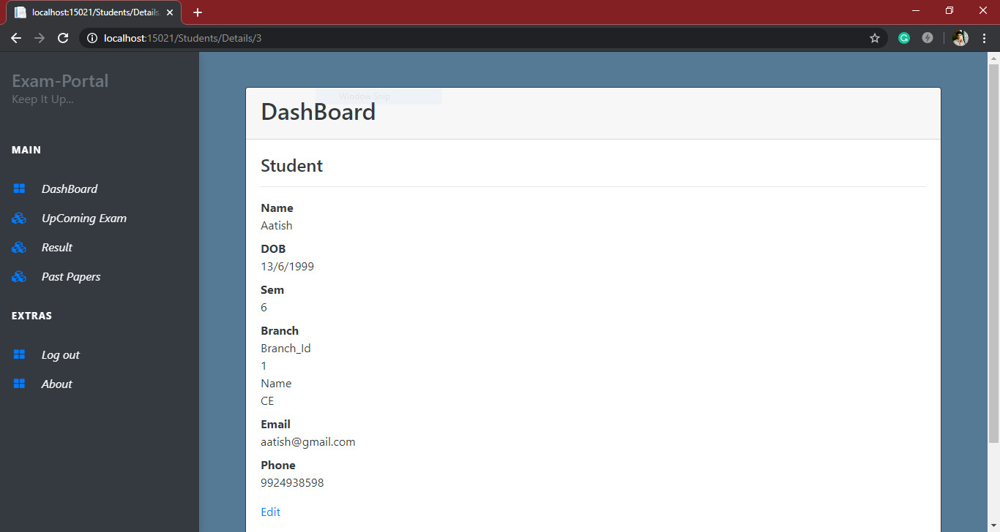 localhost:15021/Students/Details
localhost:15021/Students/Details/3
Exam-Portal
Keep It Up...
MAIN
DashBoard
UpComing Exam
Result
Past Papers
EXTRAS
Log out
About
Window Snip
DashBoard
Student
Name
Aatish
DOB
13/6/1999
Sem
6
Branch
Branch_Id
1
Name
CE
Email
aatish@gmail.com
Phone
9924938598
Edit